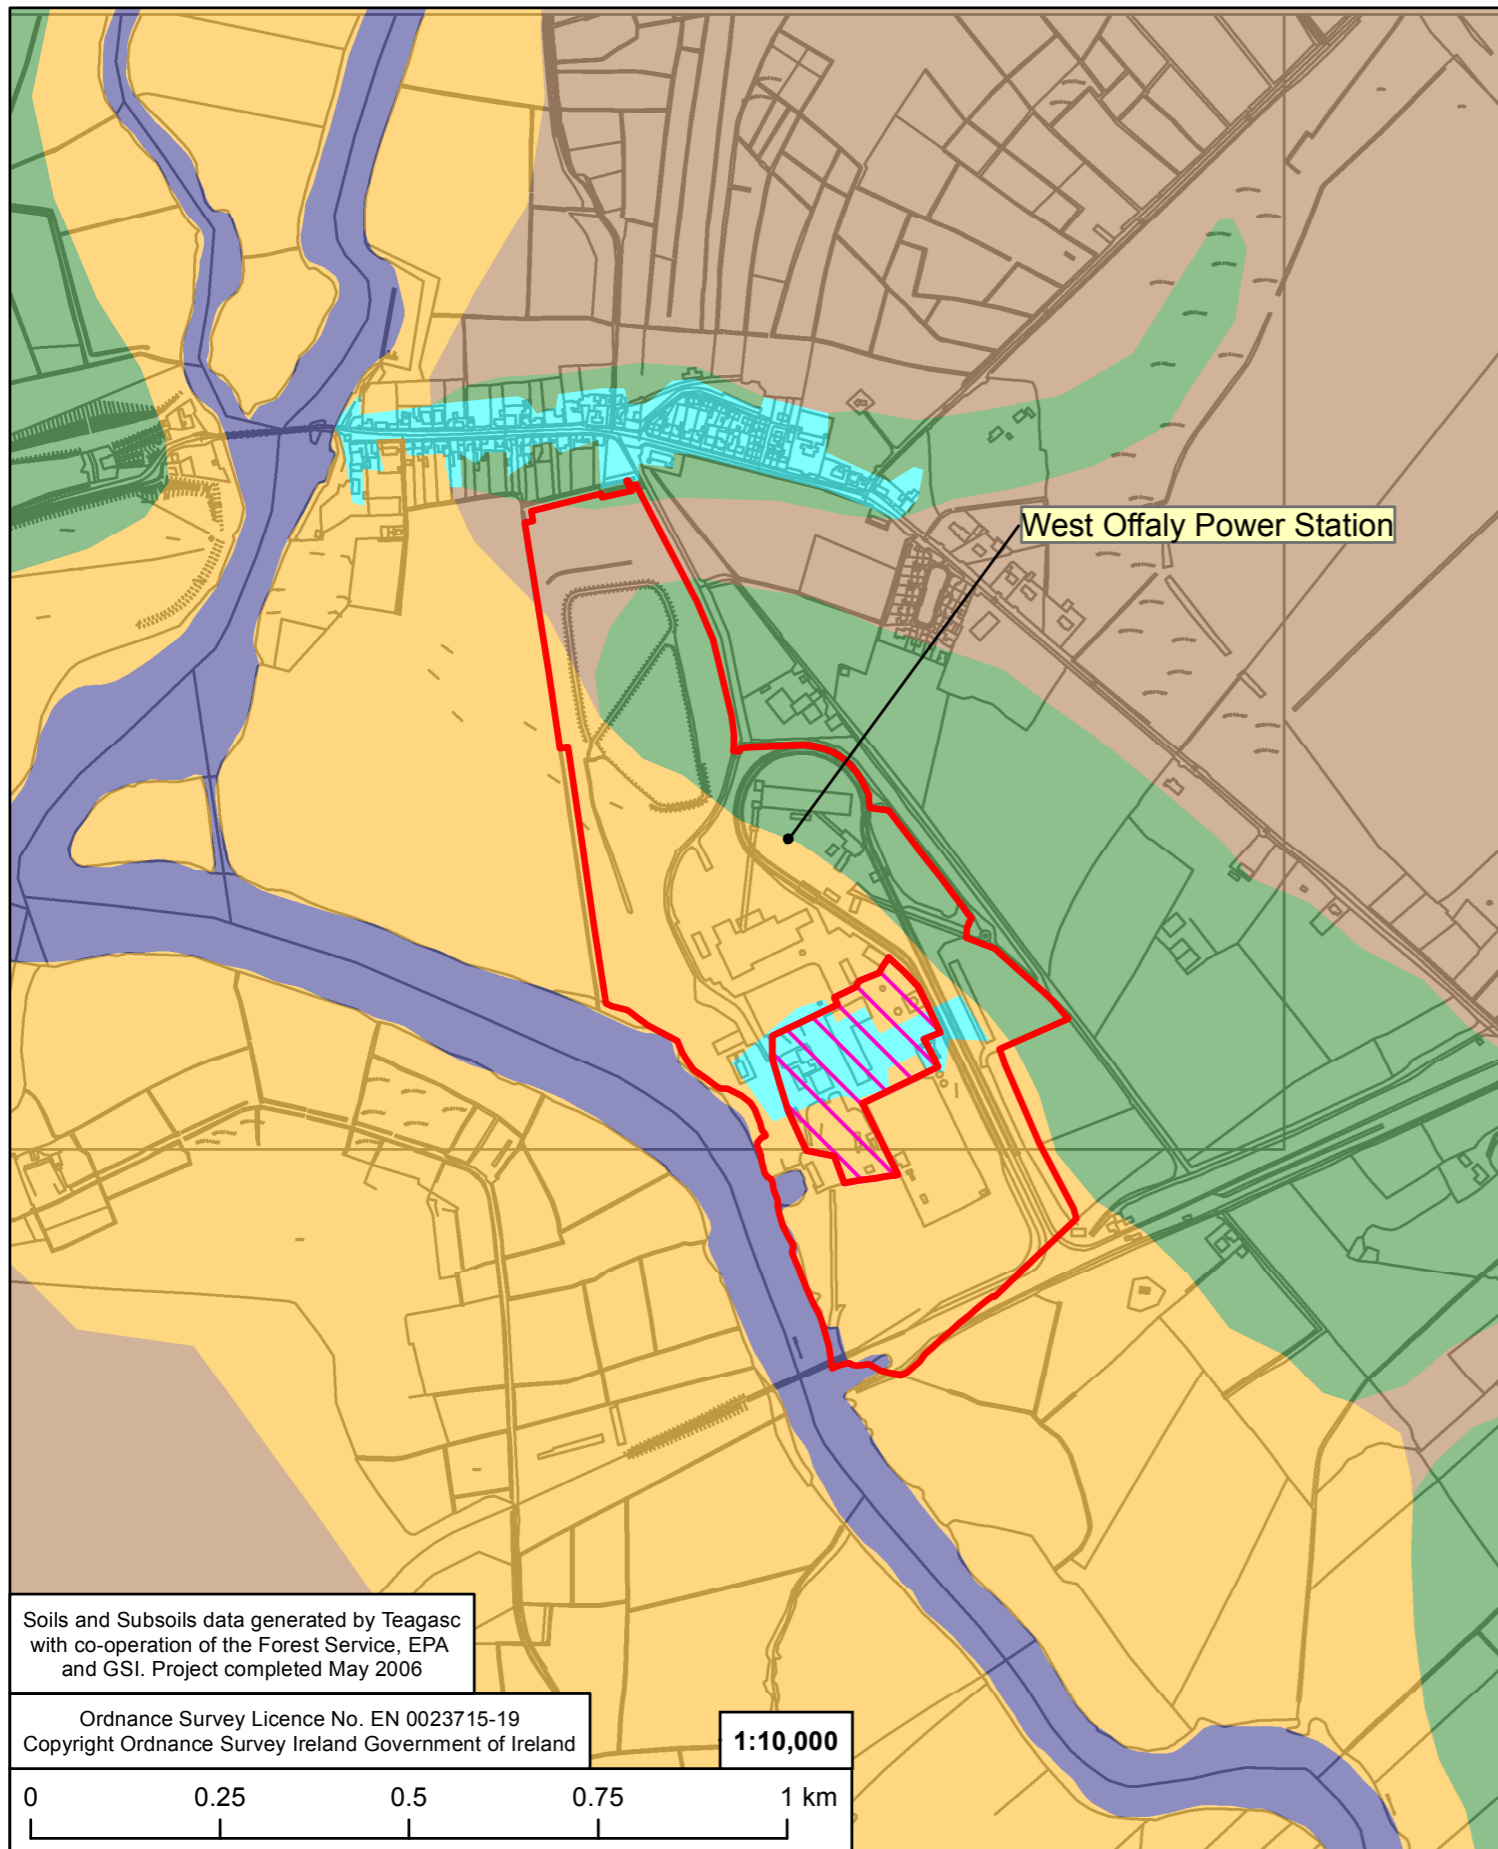 West Offaly Power Station
Soils and Subsoils data generated by Teagasc
with co-operation of the Forest Service, EPA
and GSI. Project completed May 2006
Ordnance Survey Licence No. EN 0023715-19
Copyright Ordnance Survey Ireland Government of Ireland
1:10,000
0 0.25 0.5 0.75 1 km